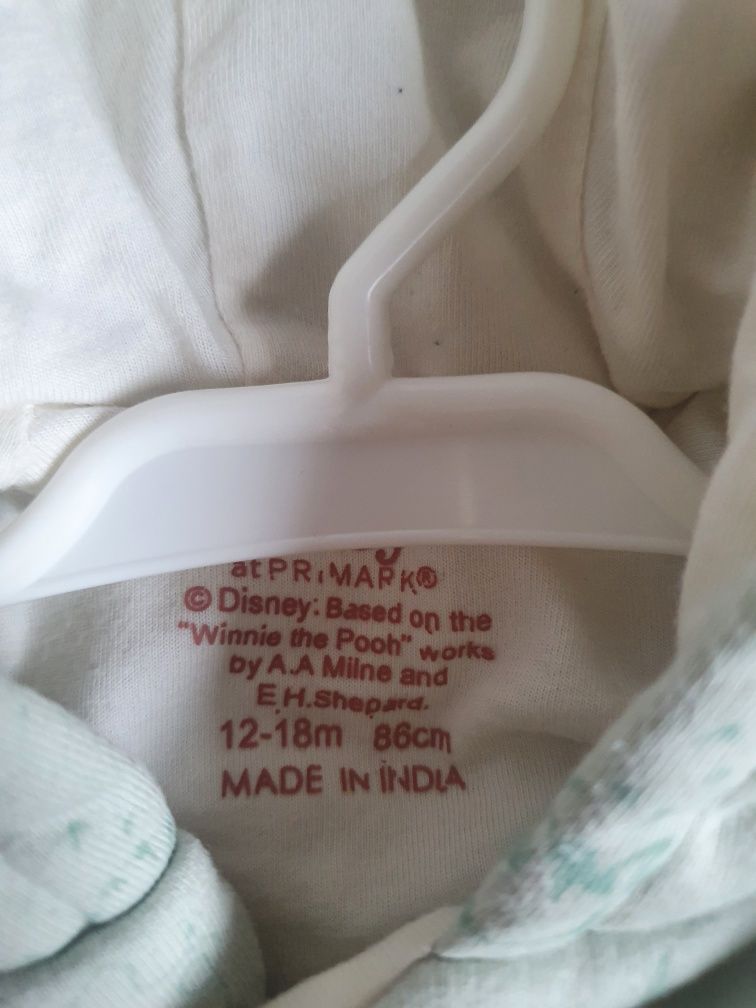 at PRIMARK®
© Disney: Based on the
"Winnie the Pooh" works
by A.A Milne and
E.H.Shepard.
12-18m 86cm
MADE IN INDIA